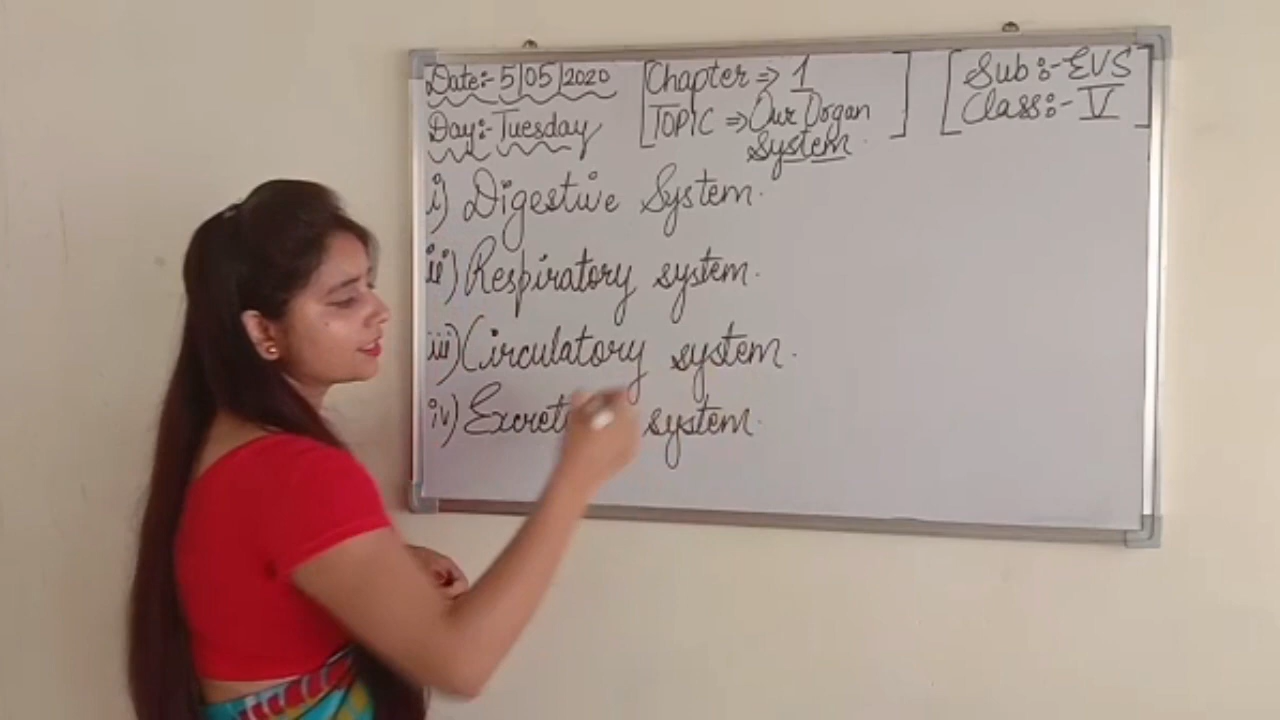 Date:- 5/05/2020
Day:- Tuesday
Chapter ⇒ 1
TOPIC ⇒ Our Organ
System.
Sub:- EVS
Class:- V
i) Digestive System.
ii) Respiratory system.
iii) Circulatory system.
iv) system.